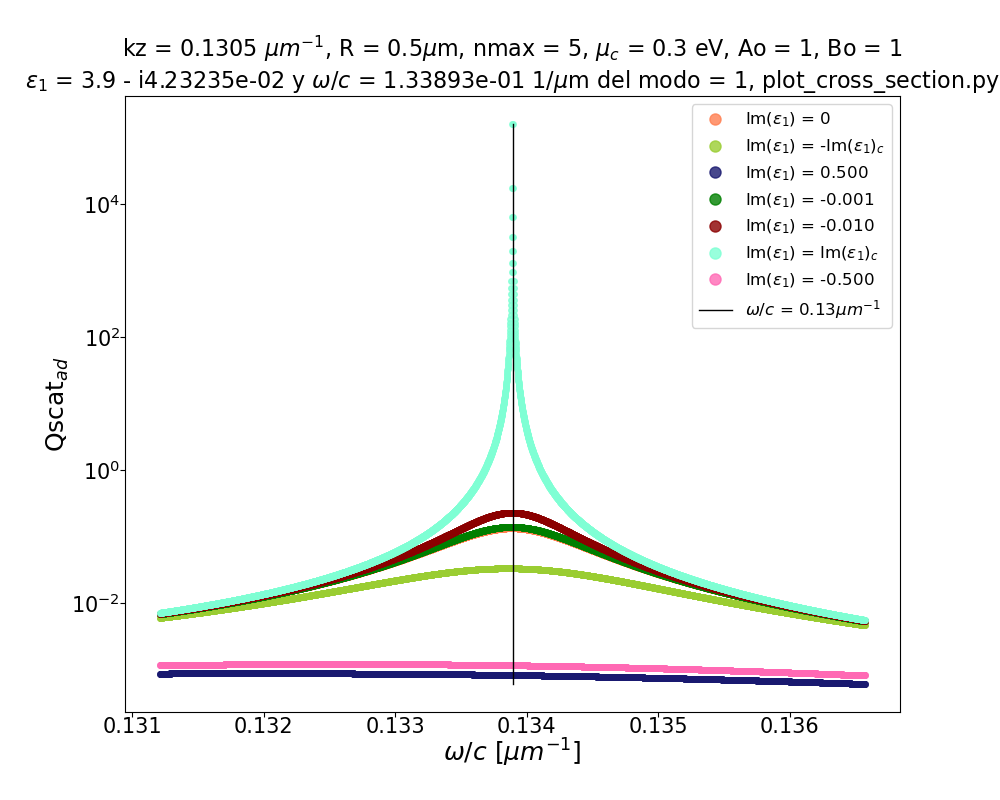 kz = 0.1305 μm⁻¹, R = 0.5μm, nmax = 5, μ_c = 0.3 eV, Ao = 1, Bo = 1
ε₁ = 3.9 - i4.23235e-02 y ω/c = 1.33893e-01 1/μm del modo = 1, plot_cross_section.py
Im(ε₁) = 0
Im(ε₁) = -Im(ε₁)_c
Im(ε₁) = 0.500
Im(ε₁) = -0.001
Im(ε₁) = -0.010
Im(ε₁) = Im(ε₁)_c
Im(ε₁) = -0.500
ω/c = 0.13μm⁻¹
Qscat_ad
10⁴
10²
10⁰
10⁻²
0.131 0.132 0.133 0.134 0.135 0.136
ω/c [μm⁻¹]